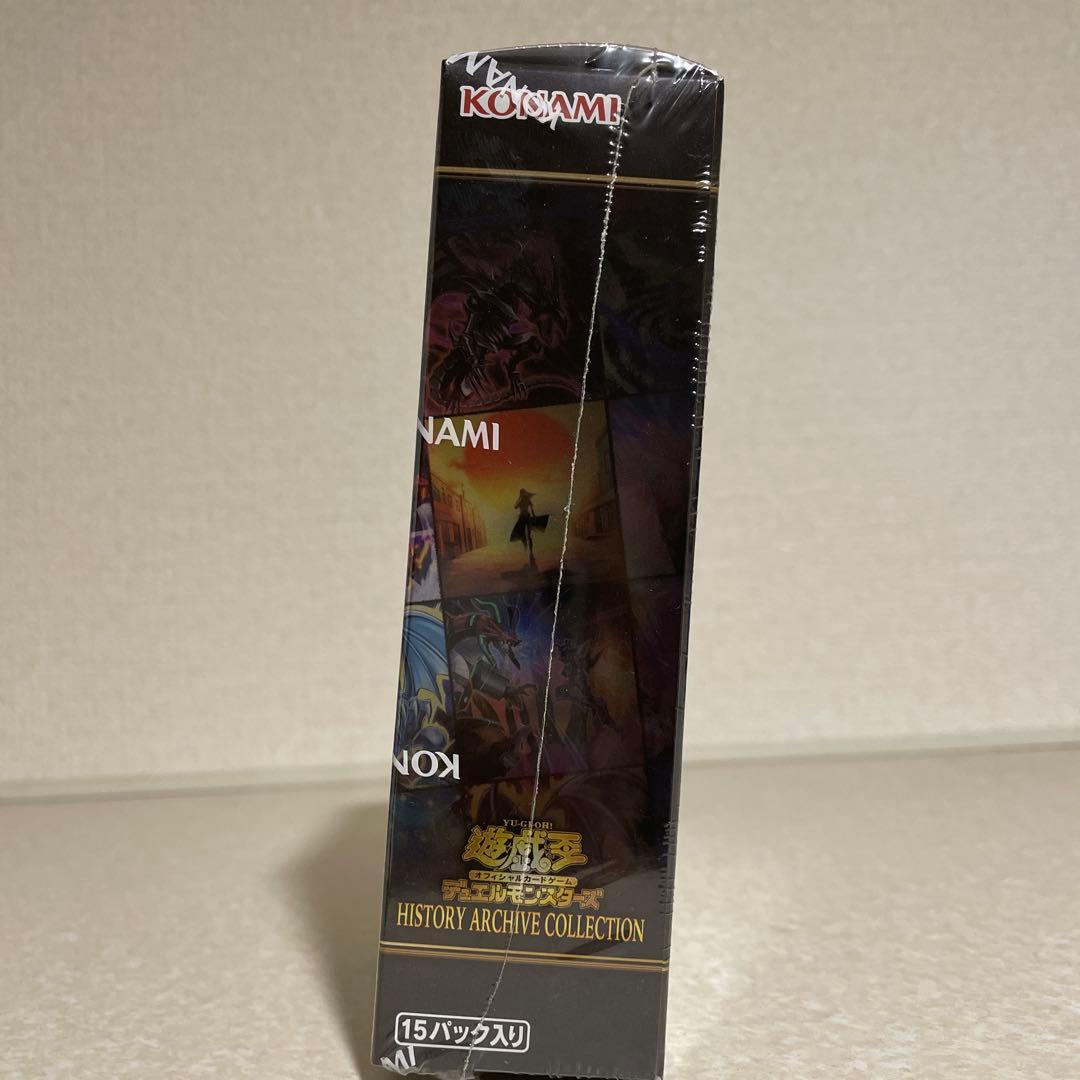 KONAMI
KONAMI
NAMI
KON
YU-GI-OH!
遊戯王
オフィシャルカードゲーム
デュエルモンスターズ
HISTORY ARCHIVE COLLECTION
15パック入り
MI